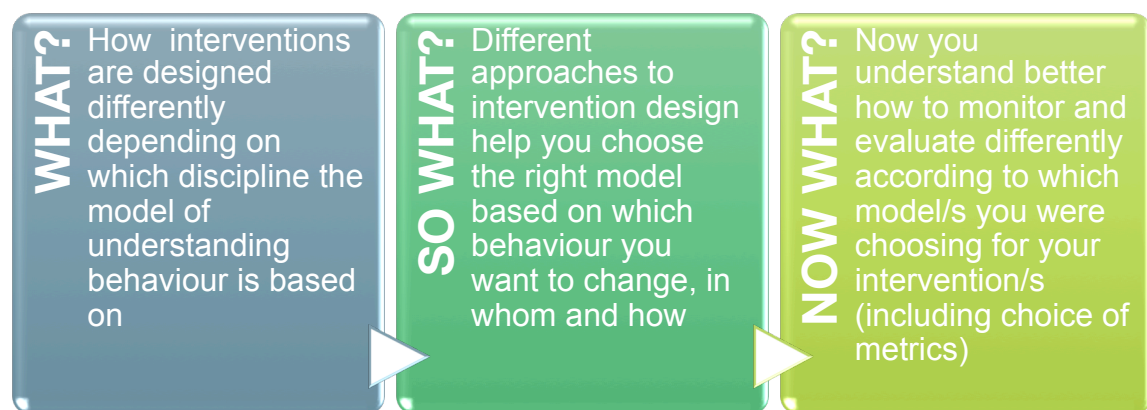 WHAT?
How interventions
are designed
differently
depending on
which discipline the
model of
understanding
behaviour is based
on
SO WHAT?
Different
approaches to
intervention design
help you choose
the right model
based on which
behaviour you
want to change, in
whom and how
NOW WHAT?
Now you
understand better
how to monitor and
evaluate differently
according to which
model/s you were
choosing for your
intervention/s
(including choice of
metrics)